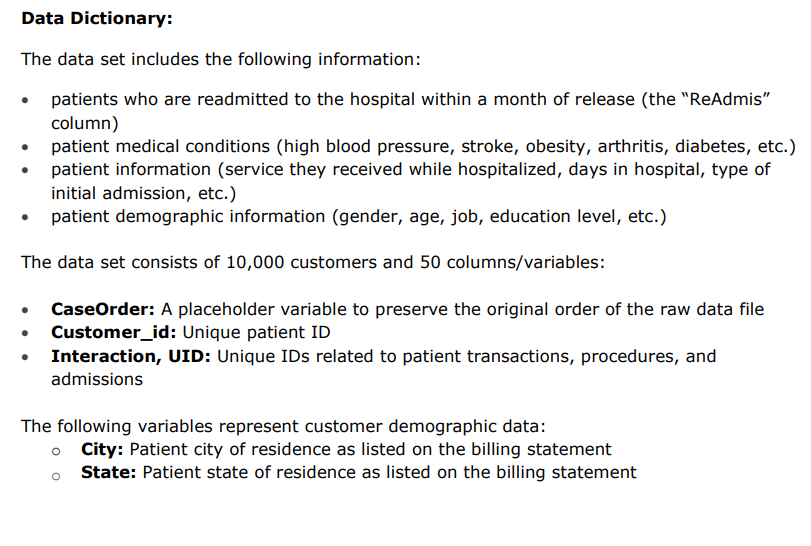 Data Dictionary:
The data set includes the following information:
• patients who are readmitted to the hospital within a month of release (the “ReAdmis”
column)
• patient medical conditions (high blood pressure, stroke, obesity, arthritis, diabetes, etc.)
• patient information (service they received while hospitalized, days in hospital, type of
initial admission, etc.)
• patient demographic information (gender, age, job, education level, etc.)
The data set consists of 10,000 customers and 50 columns/variables:
• CaseOrder: A placeholder variable to preserve the original order of the raw data file
• Customer_id: Unique patient ID
• Interaction, UID: Unique IDs related to patient transactions, procedures, and
admissions
The following variables represent customer demographic data:
o City: Patient city of residence as listed on the billing statement
o State: Patient state of residence as listed on the billing statement